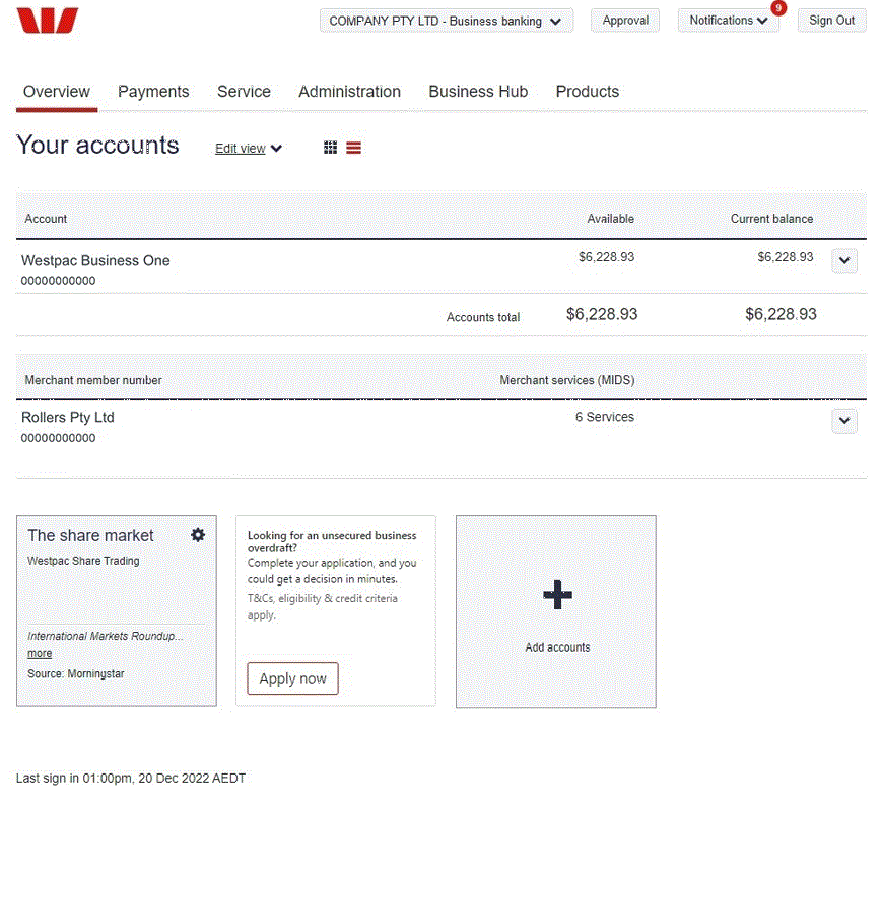 COMPANY PTY LTD - Business banking
Approval
Notifications
9
Sign Out
Overview Payments Service Administration Business Hub Products
Your accounts
Edit view
Account Available Current balance
Westpac Business One $6,228.93 $6,228.93
00000000000
Accounts total $6,228.93 $6,228.93
Merchant member number Merchant services (MIDS)
Rollers Pty Ltd 6 Services
00000000000
The share market
Westpac Share Trading
International Markets Roundup...
more
Source: Morningstar
Looking for an unsecured business
overdraft?
Complete your application, and you
could get a decision in minutes.
T&Cs, eligibility & credit criteria
apply.
Apply now
Add accounts
Last sign in 01:00pm, 20 Dec 2022 AEDT